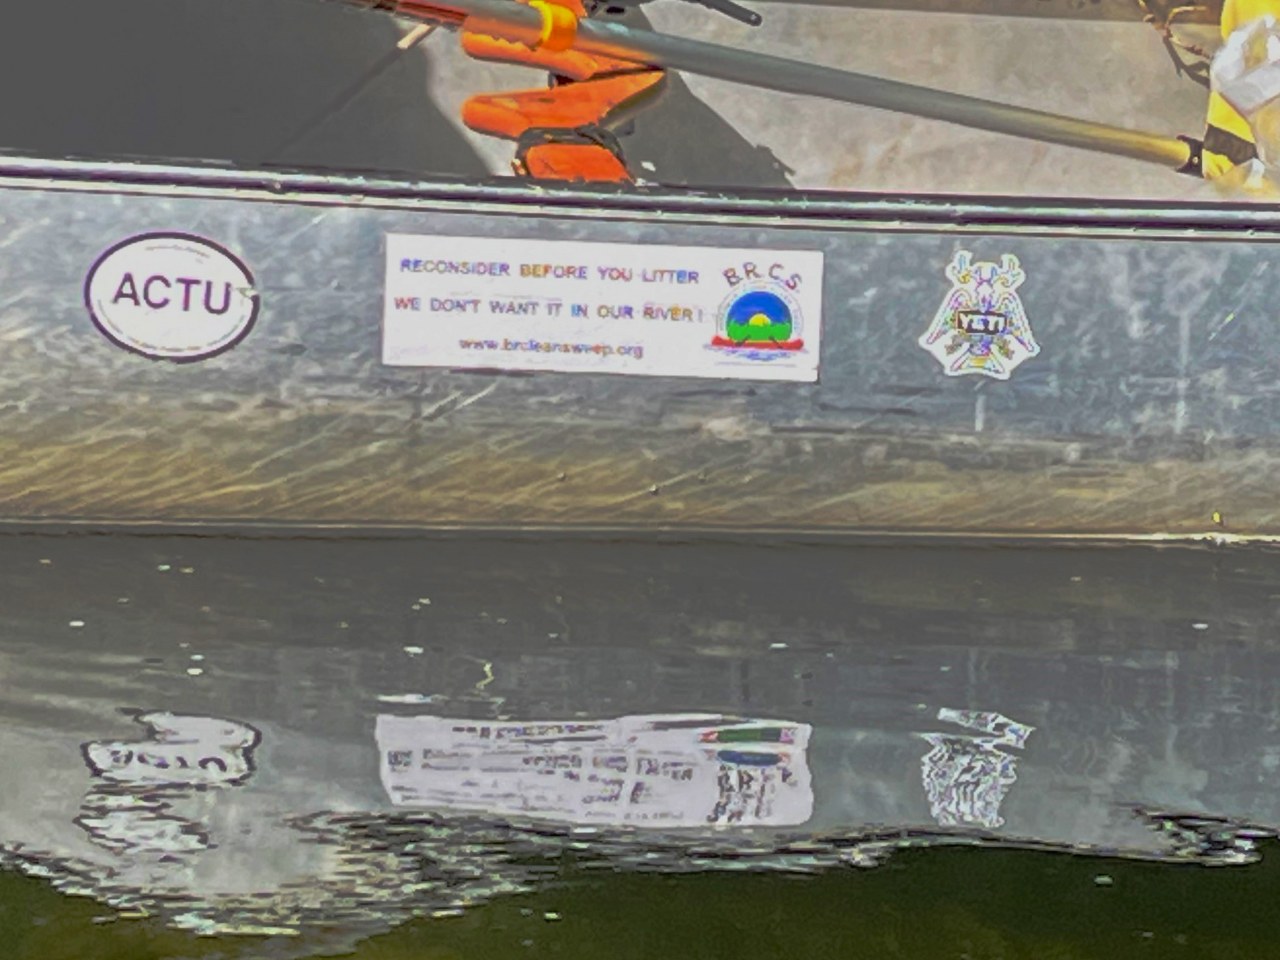 ACTU
RECONSIDER BEFORE YOU LITTER
WE DON'T WANT IT IN OUR RIVER!
www.brcleansweep.org
BRCS
YETI